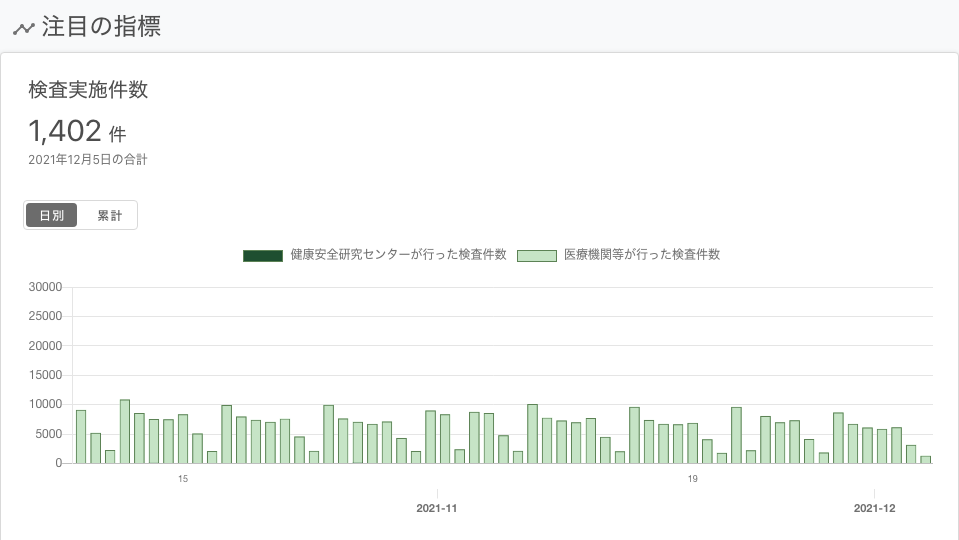 注目の指標
検査実施件数
1,402 件
2021年12月5日の合計
日別 累計
健康安全研究センターが行った検査件数 医療機関等が行った検査件数
30000
25000
20000
15000
10000
5000
0
15 19
2021-11 2021-12